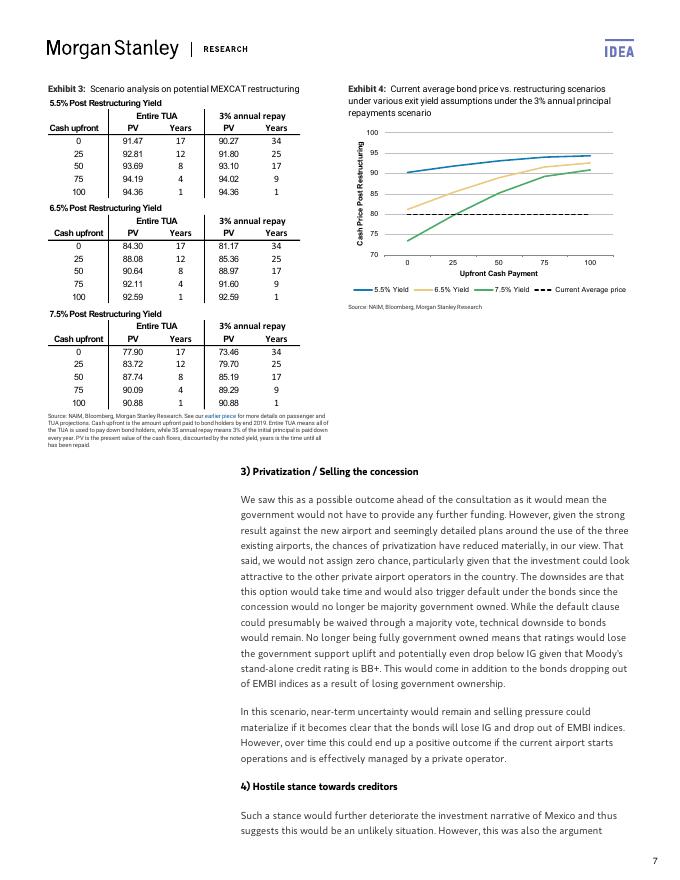 Morgan Stanley | RESEARCH
IDEA
Exhibit 3: Scenario analysis on potential MEXCAT restructuring
5.5% Post Restructuring Yield
Entire TUA 3% annual repay
Cash upfront PV Years PV Years
0 91.47 17 90.27 34
25 92.81 12 91.80 25
50 93.69 8 93.10 17
75 94.19 4 94.02 9
100 94.36 1 94.36 1
6.5% Post Restructuring Yield
Entire TUA 3% annual repay
Cash upfront PV Years PV Years
0 84.30 17 81.17 34
25 88.08 12 85.36 25
50 90.64 8 88.97 17
75 92.11 4 91.60 9
100 92.59 1 92.59 1
7.5% Post Restructuring Yield
Entire TUA 3% annual repay
Cash upfront PV Years PV Years
0 77.90 17 73.46 34
25 83.72 12 79.70 25
50 87.74 8 85.19 17
75 90.09 4 89.29 9
100 90.88 1 90.88 1
Source: NAIM, Bloomberg, Morgan Stanley Research. See our earlier piece for more details on passenger and
TUA projections. Cash upfront is the amount upfront paid to bond holders by end 2019. Entire TUA means all of
the TUA is used to pay down bond holders, while 3$ annual repay means 3% of the initial principal is paid down
every year. PV is the present value of the cash flows, discounted by the noted yield, years is the time until all
has been repaid.
Exhibit 4: Current average bond price vs. restructuring scenarios
under various exit yield assumptions under the 3% annual principal
repayments scenario
Cash Price Post Restructuring
100
95
90
85
80
75
70
0 25 50 75 100
Upfront Cash Payment
5.5% Yield 6.5% Yield 7.5% Yield Current Average price
Source: NAIM, Bloomberg, Morgan Stanley Research
3) Privatization / Selling the concession
We saw this as a possible outcome ahead of the consultation as it would mean the
government would not have to provide any further funding. However, given the strong
result against the new airport and seemingly detailed plans around the use of the three
existing airports, the chances of privatization have reduced materially, in our view. That
said, we would not assign zero chance, particularly given that the investment could look
attractive to the other private airport operators in the country. The downsides are that
this option would take time and would also trigger default under the bonds since the
concession would no longer be majority government owned. While the default clause
could presumably be waived through a majority vote, technical downside to bonds
would remain. No longer being fully government owned means that ratings would lose
the government support uplift and potentially even drop below IG given that Moody's
stand-alone credit rating is BB+. This would come in addition to the bonds dropping out
of EMBI indices as a result of losing government ownership.
In this scenario, near-term uncertainty would remain and selling pressure could
materialize if it becomes clear that the bonds will lose IG and drop out of EMBI indices.
However, over time this could end up a positive outcome if the current airport starts
operations and is effectively managed by a private operator.
4) Hostile stance towards creditors
Such a stance would further deteriorate the investment narrative of Mexico and thus
suggests this would be an unlikely situation. However, this was also the argument
7